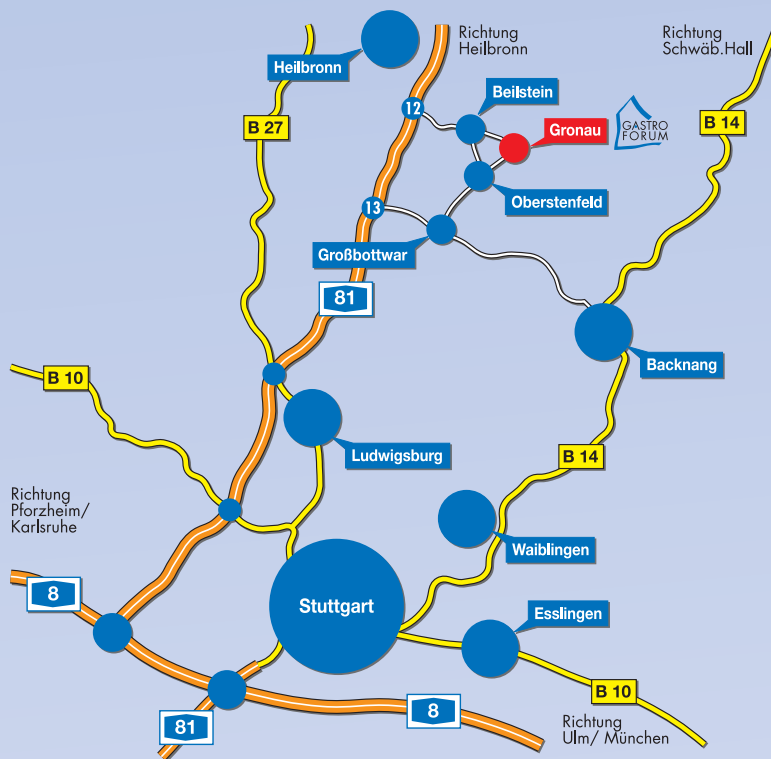 Richtung
Heilbronn
Richtung
Schwäb.Hall
Heilbronn
Beilstein
12
B 27
B 14
Gronau
GASTRO
FORUM
Oberstenfeld
13
Großbottwar
81
Backnang
B 10
Ludwigsburg
B 14
Richtung
Pforzheim/
Karlsruhe
Waiblingen
8
Stuttgart
Esslingen
B 10
8
81
Richtung
Ulm/ München